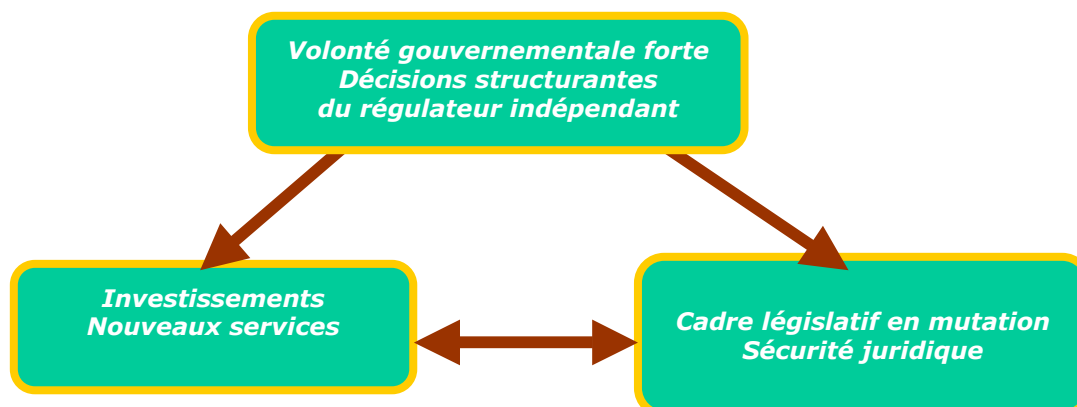 Volonté gouvernementale forte
Décisions structurantes
du régulateur indépendant
Investissements
Nouveaux services
Cadre législatif en mutation
Sécurité juridique